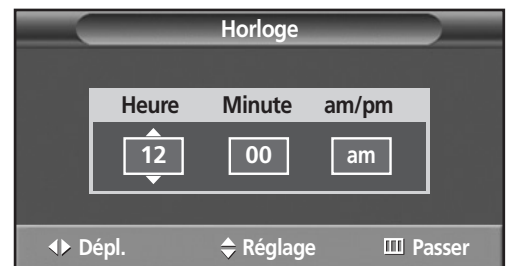 Horloge
Heure Minute am/pm
12 00 am
Dépl. Réglage Passer